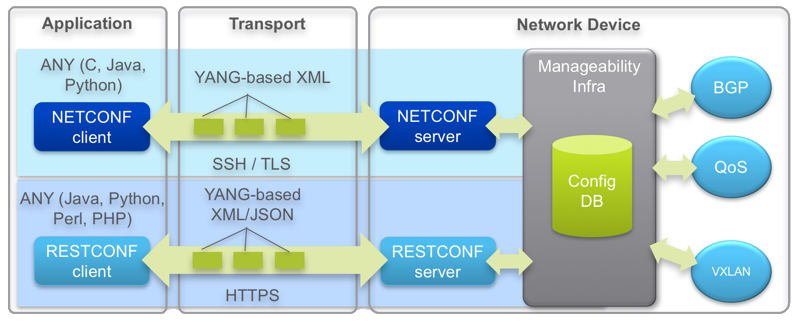 Application
Transport
Network Device
ANY (C, Java,
Python)
YANG-based XML
NETCONF
client
SSH / TLS
NETCONF
server
Manageability
Infra
Config
DB
BGP
QoS
VXLAN
ANY (Java, Python,
Perl, PHP)
YANG-based
XML/JSON
RESTCONF
client
HTTPS
RESTCONF
server